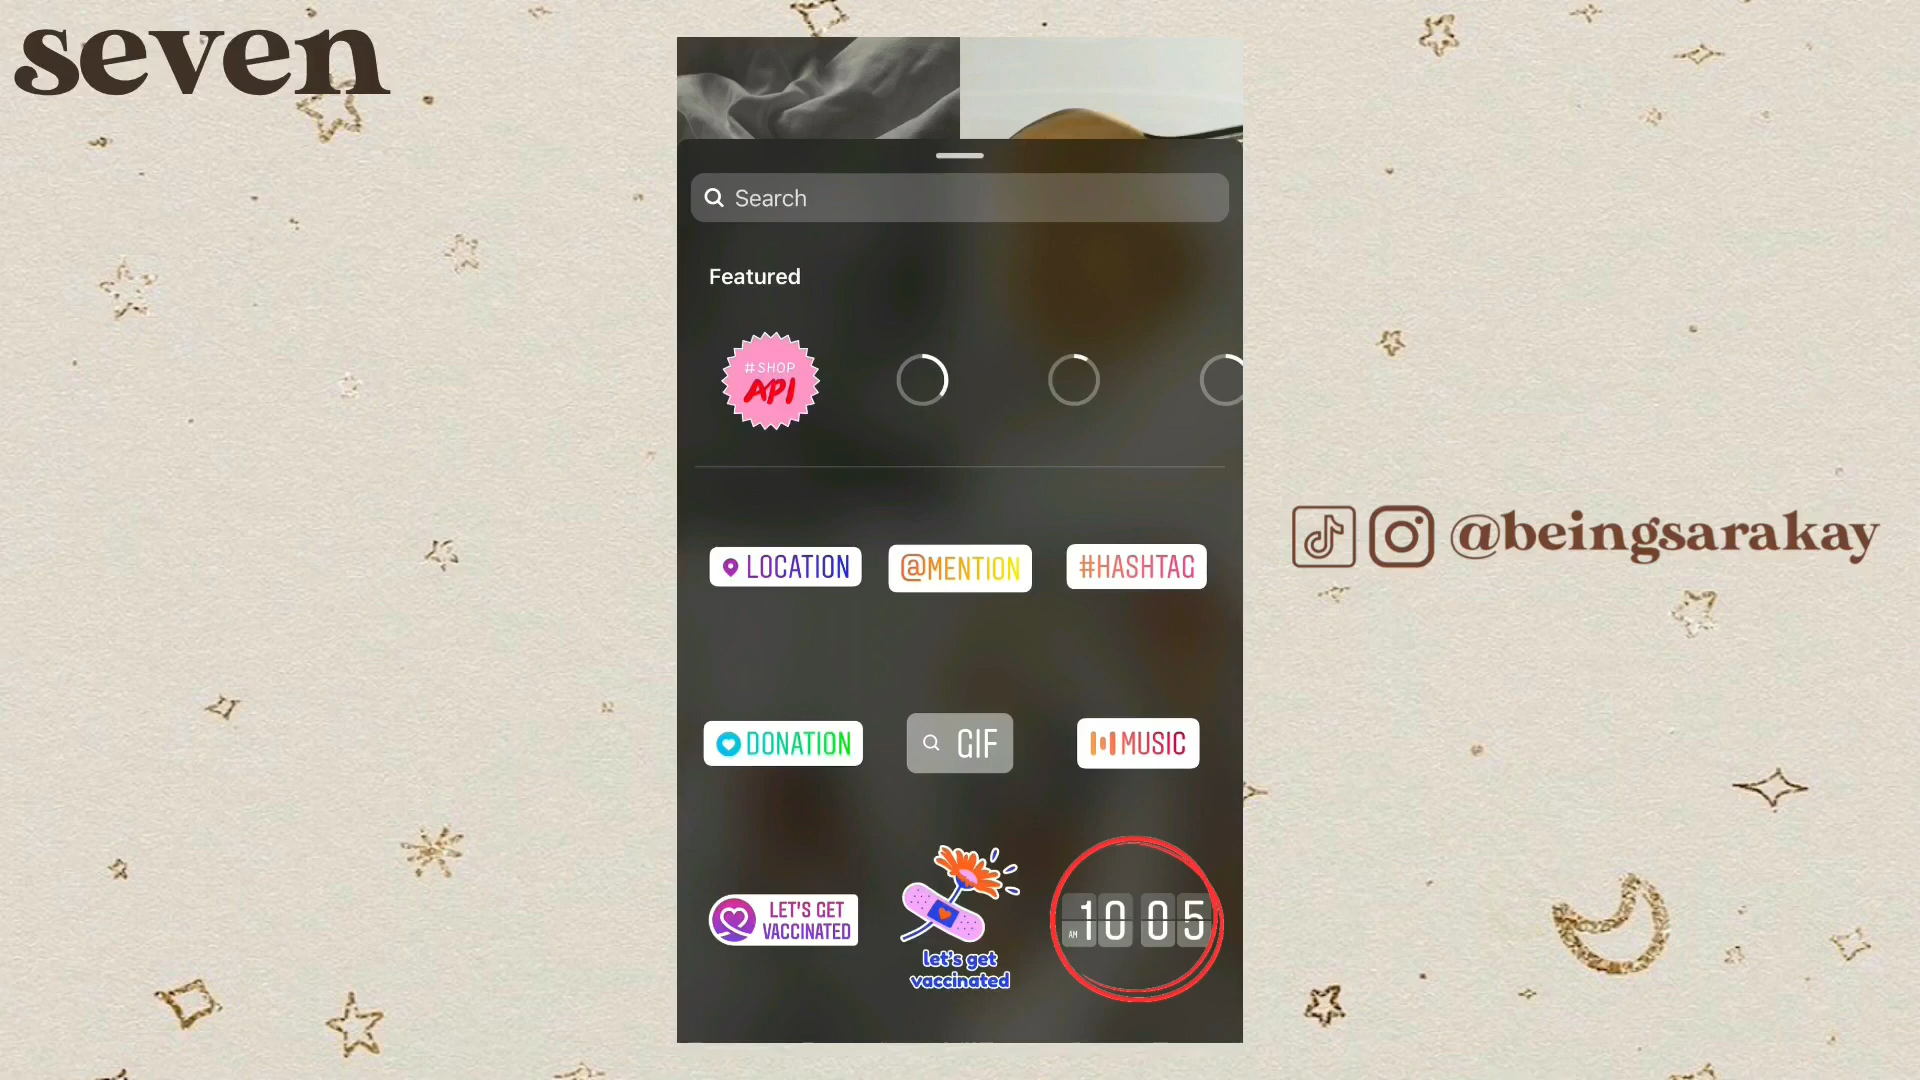 seven
Search
Featured
#SHOP
API
LOCATION
@MENTION
#HASHTAG
@beingsarakay
DONATION
GIF
MUSIC
LET'S GET
VACCINATED
let's get
vaccinated
AM 10 05